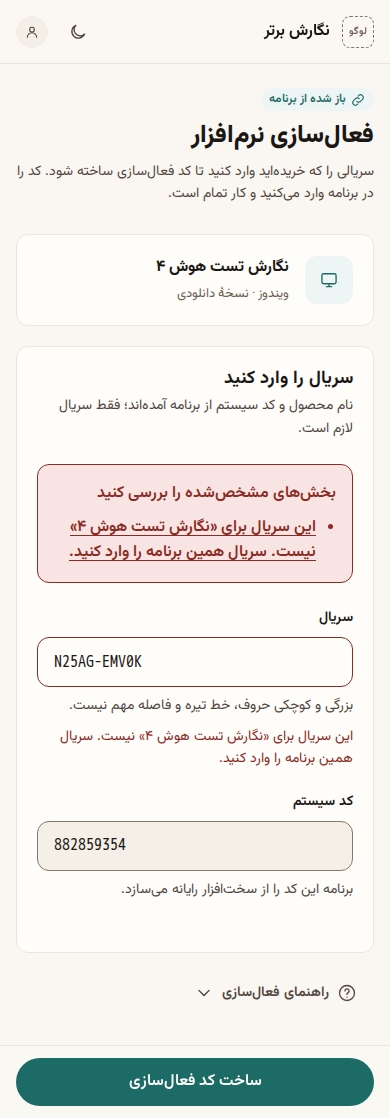 لوگو
نگارش برتر
باز شده از برنامه
فعال‌سازی نرم‌افزار
سریالی را که خریده‌اید وارد کنید تا کد فعال‌سازی ساخته شود. کد را
در برنامه وارد می‌کنید و کار تمام است.
نگارش تست هوش ۴
ویندوز · نسخهٔ دانلودی
سریال را وارد کنید
نام محصول و کد سیستم از برنامه آمده‌اند؛ فقط سریال
لازم است.
بخش‌های مشخص‌شده را بررسی کنید
• این سریال برای «نگارش تست هوش ۴»
نیست. سریال همین برنامه را وارد کنید.
سریال
N25AG-EMV0K
بزرگی و کوچکی حروف، خط تیره و فاصله مهم نیست.
این سریال برای «نگارش تست هوش ۴» نیست. سریال
همین برنامه را وارد کنید.
کد سیستم
882859354
برنامه این کد را از سخت‌افزار رایانه می‌سازد.
راهنمای فعال‌سازی
ساخت کد فعال‌سازی